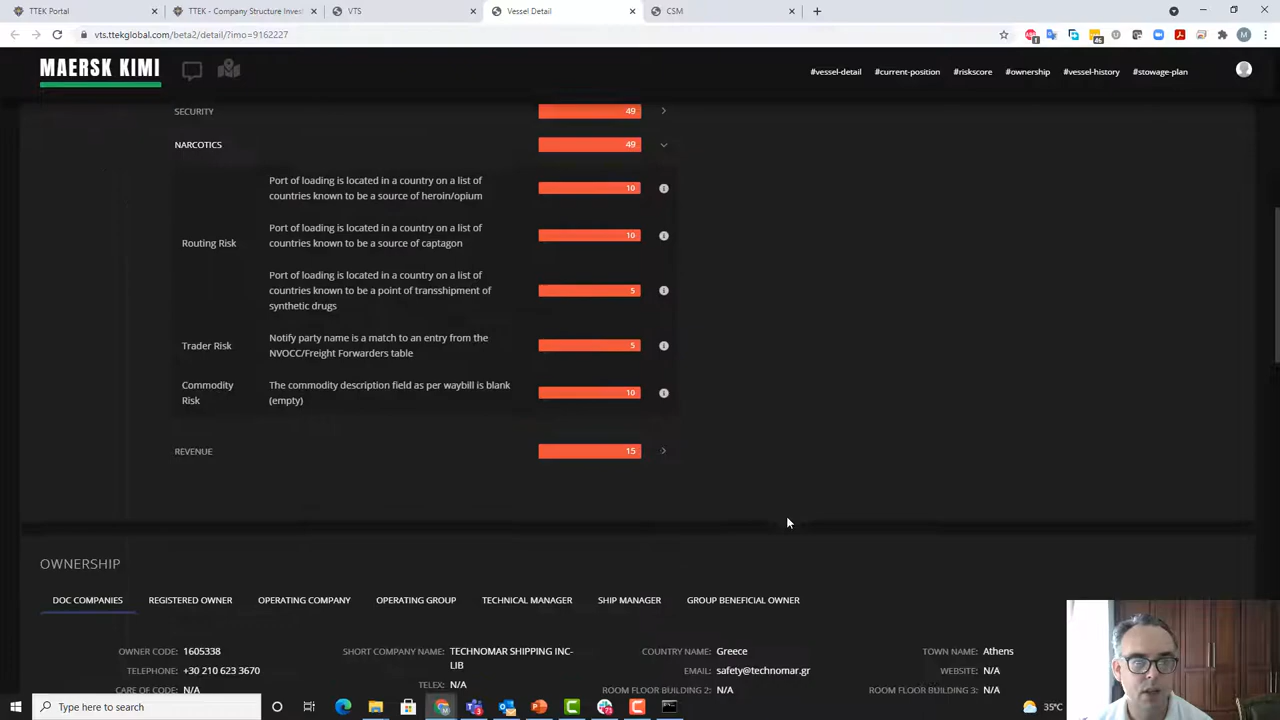 TTEK Portal
TTEK - Company Structure Invest
VTS
Vessel Detail
CSM
vts.ttekglobal.com/beta2/detail/?imo=9162227
MAERSK KIMI
#vessel-detail
#current-position
#riskscore
#ownership
#vessel-history
#stowage-plan
SECURITY
49
NARCOTICS
49
Routing Risk
Port of loading is located in a country on a list of
countries known to be a source of heroin/opium
10
Port of loading is located in a country on a list of
countries known to be a source of captagon
10
Port of loading is located in a country on a list of
countries known to be a point of transshipment of
synthetic drugs
5
Trader Risk
Notify party name is a match to an entry from the
NVOCC/Freight Forwarders table
5
Commodity
Risk
The commodity description field as per waybill is blank
(empty)
10
REVENUE
15
OWNERSHIP
DOC COMPANIES
REGISTERED OWNER
OPERATING COMPANY
OPERATING GROUP
TECHNICAL MANAGER
SHIP MANAGER
GROUP BENEFICIAL OWNER
OWNER CODE: 1605338
SHORT COMPANY NAME: TECHNOMAR SHIPPING INC-
LIB
COUNTRY NAME: Greece
TOWN NAME: Athens
TELEPHONE: +30 210 623 3670
TELEX: N/A
EMAIL: safety@technomar.gr
WEBSITE: N/A
CARE OF CODE: N/A
ROOM FLOOR BUILDING 2: N/A
ROOM FLOOR BUILDING 3: N/A
Type here to search
35°C